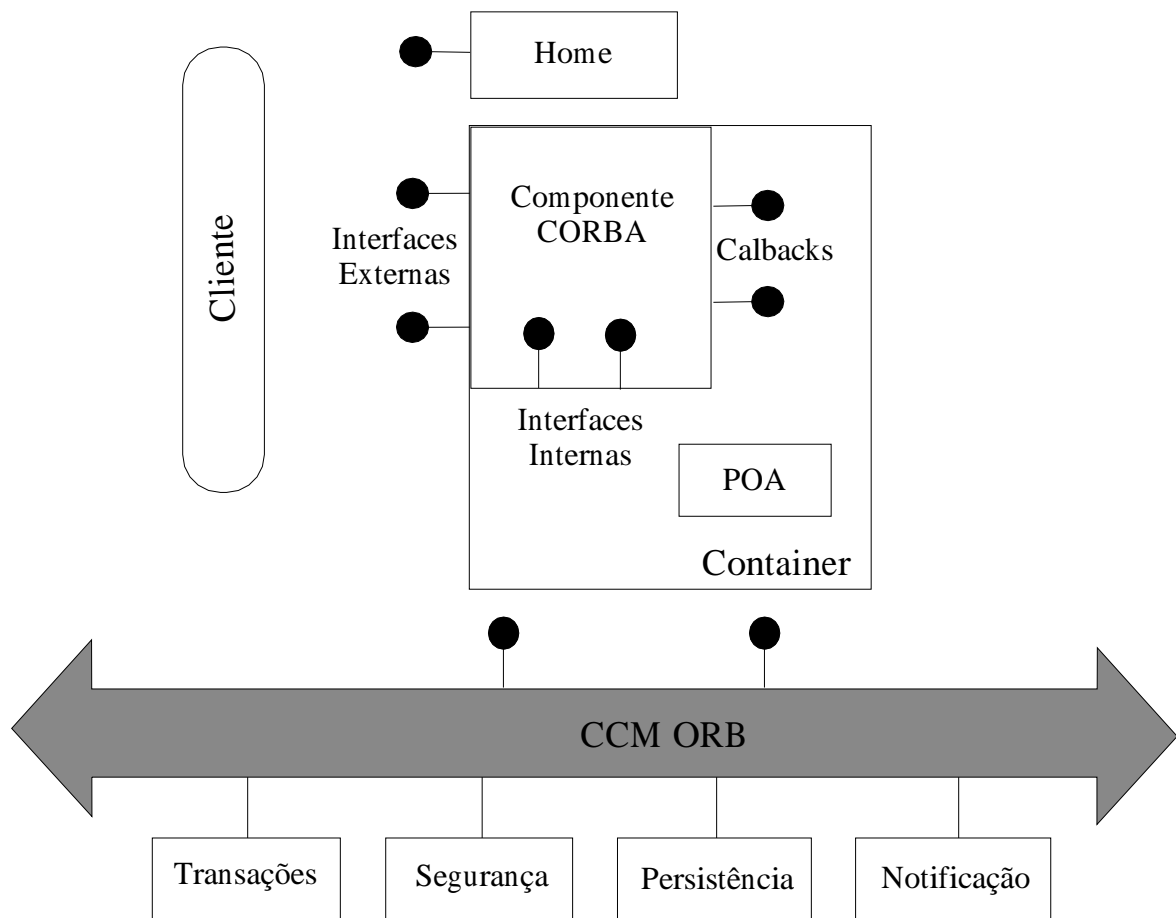 Home
Cliente
Componente
CORBA
Interfaces
Externas
Calbacks
Interfaces
Internas
POA
Container
CCM ORB
Transações
Segurança
Persistência
Notificação